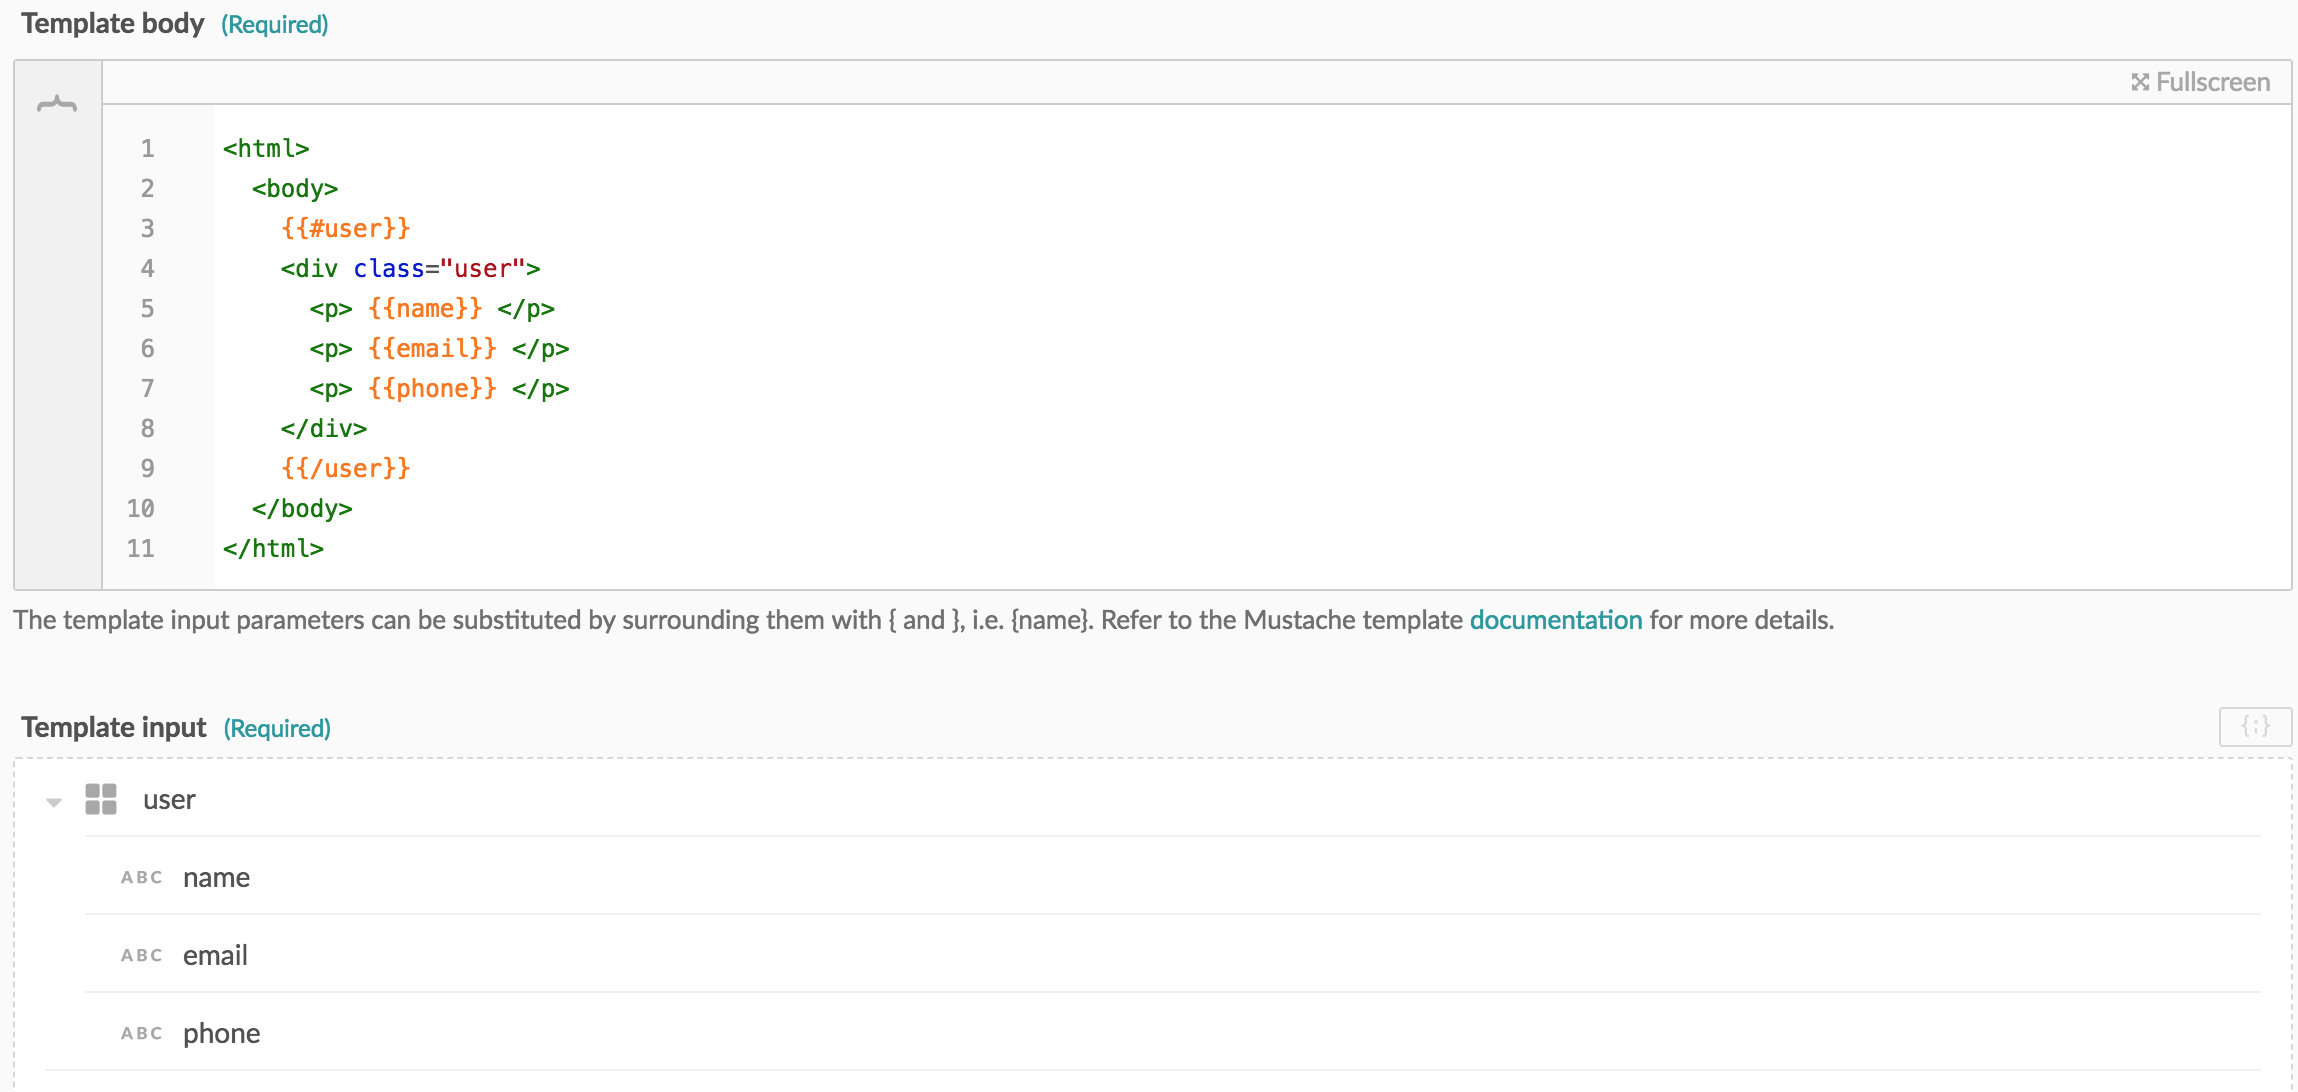 Template body (Required)
Fullscreen
1 <html>
2   <body>
3     {{#user}}
4     <div class="user">
5       <p> {{name}} </p>
6       <p> {{email}} </p>
7       <p> {{phone}} </p>
8     </div>
9     {{/user}}
10   </body>
11 </html>
The template input parameters can be substituted by surrounding them with { and }, i.e. {name}. Refer to the Mustache template documentation for more details.
Template input (Required)
{;}
user
ABC name
ABC email
ABC phone